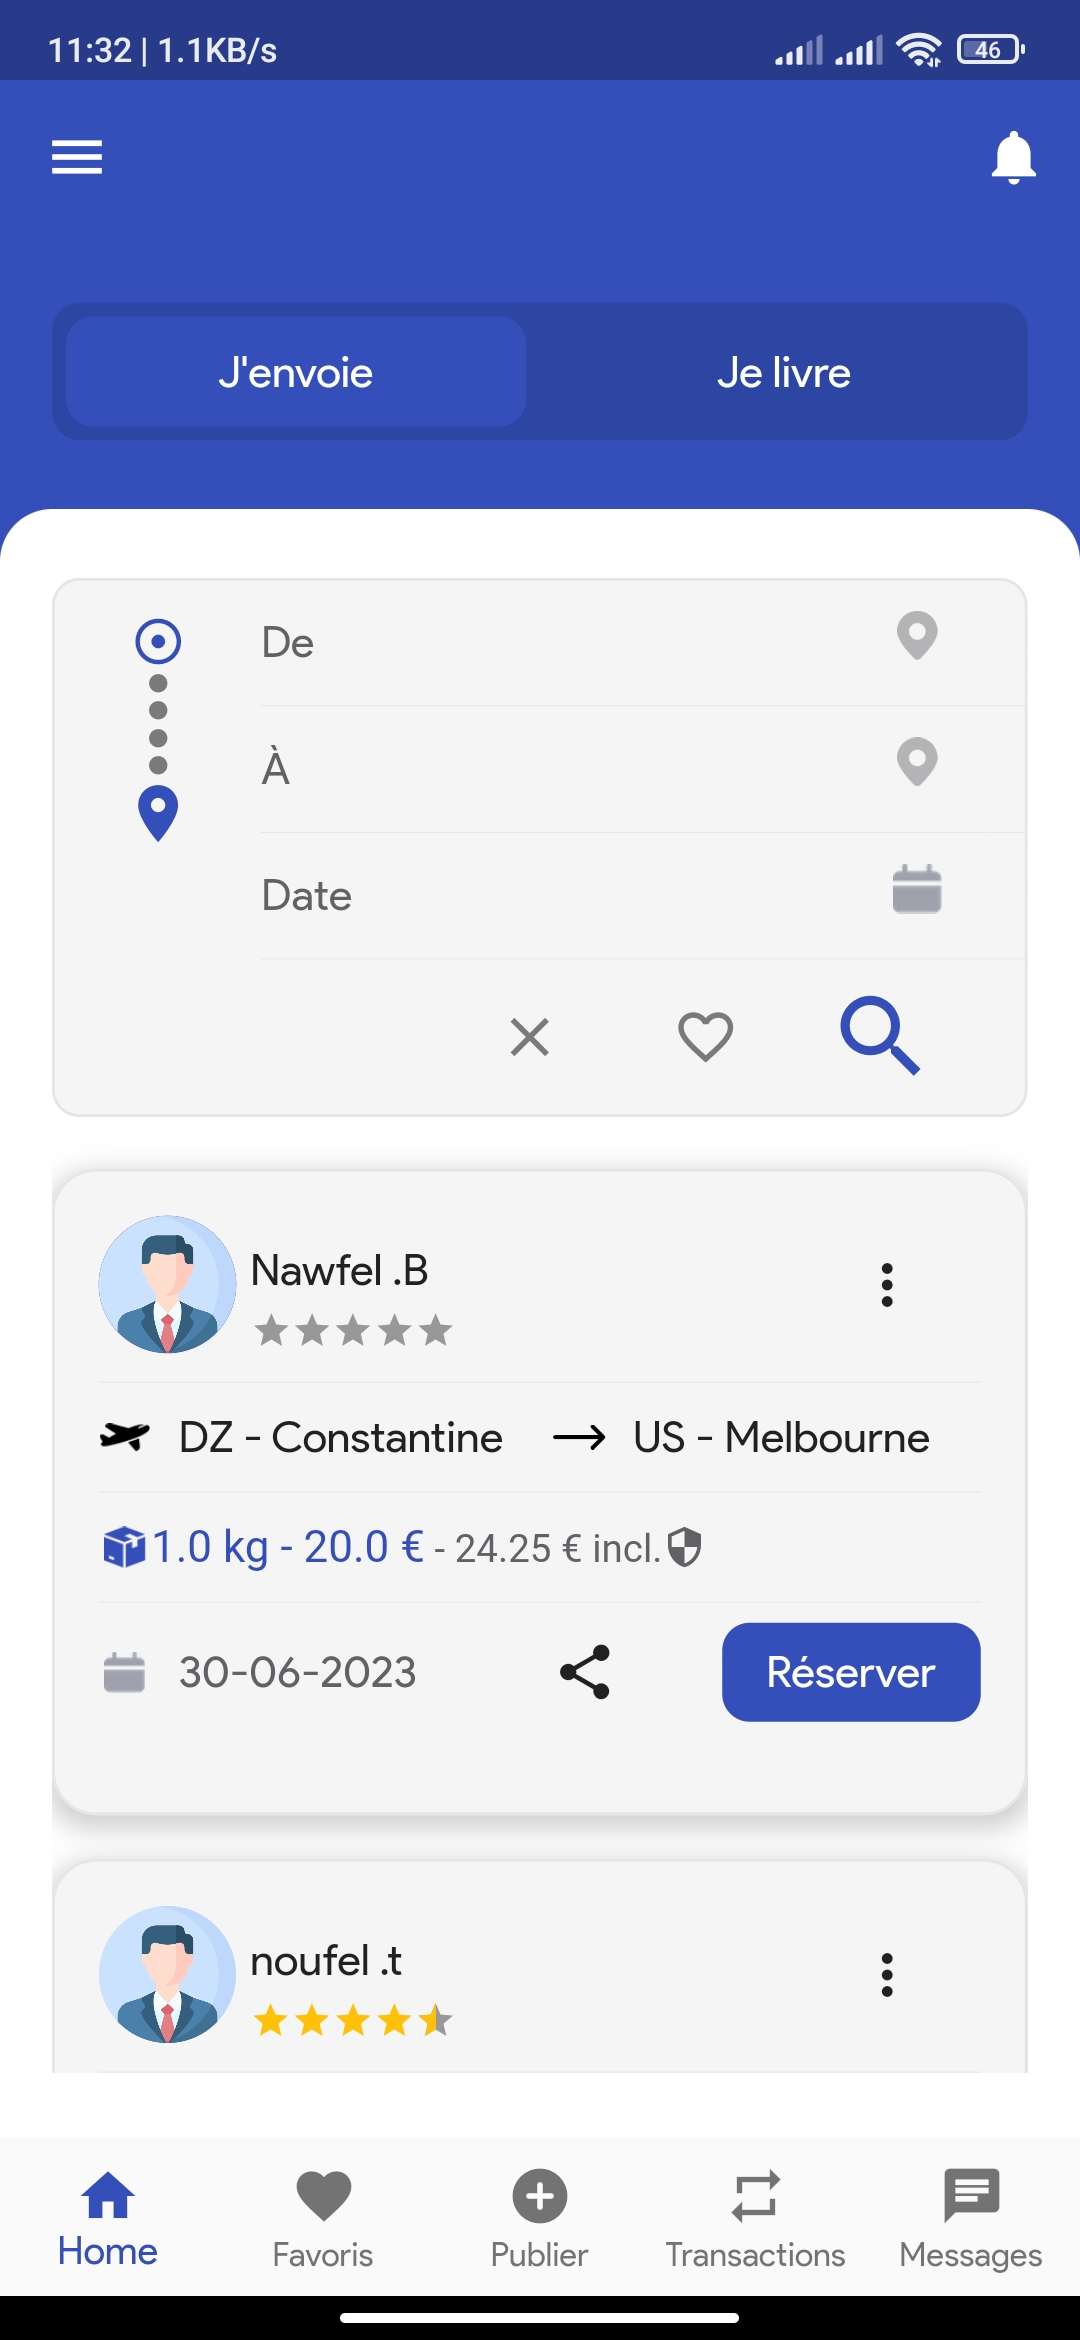 11:32 | 1.1KB/s 46
J'envoie Je livre
De
À
Date
Nawfel .B
DZ - Constantine → US - Melbourne
1.0 kg - 20.0 € - 24.25 € incl.
30-06-2023 Réserver
noufel .t
Home Favoris Publier Transactions Messages